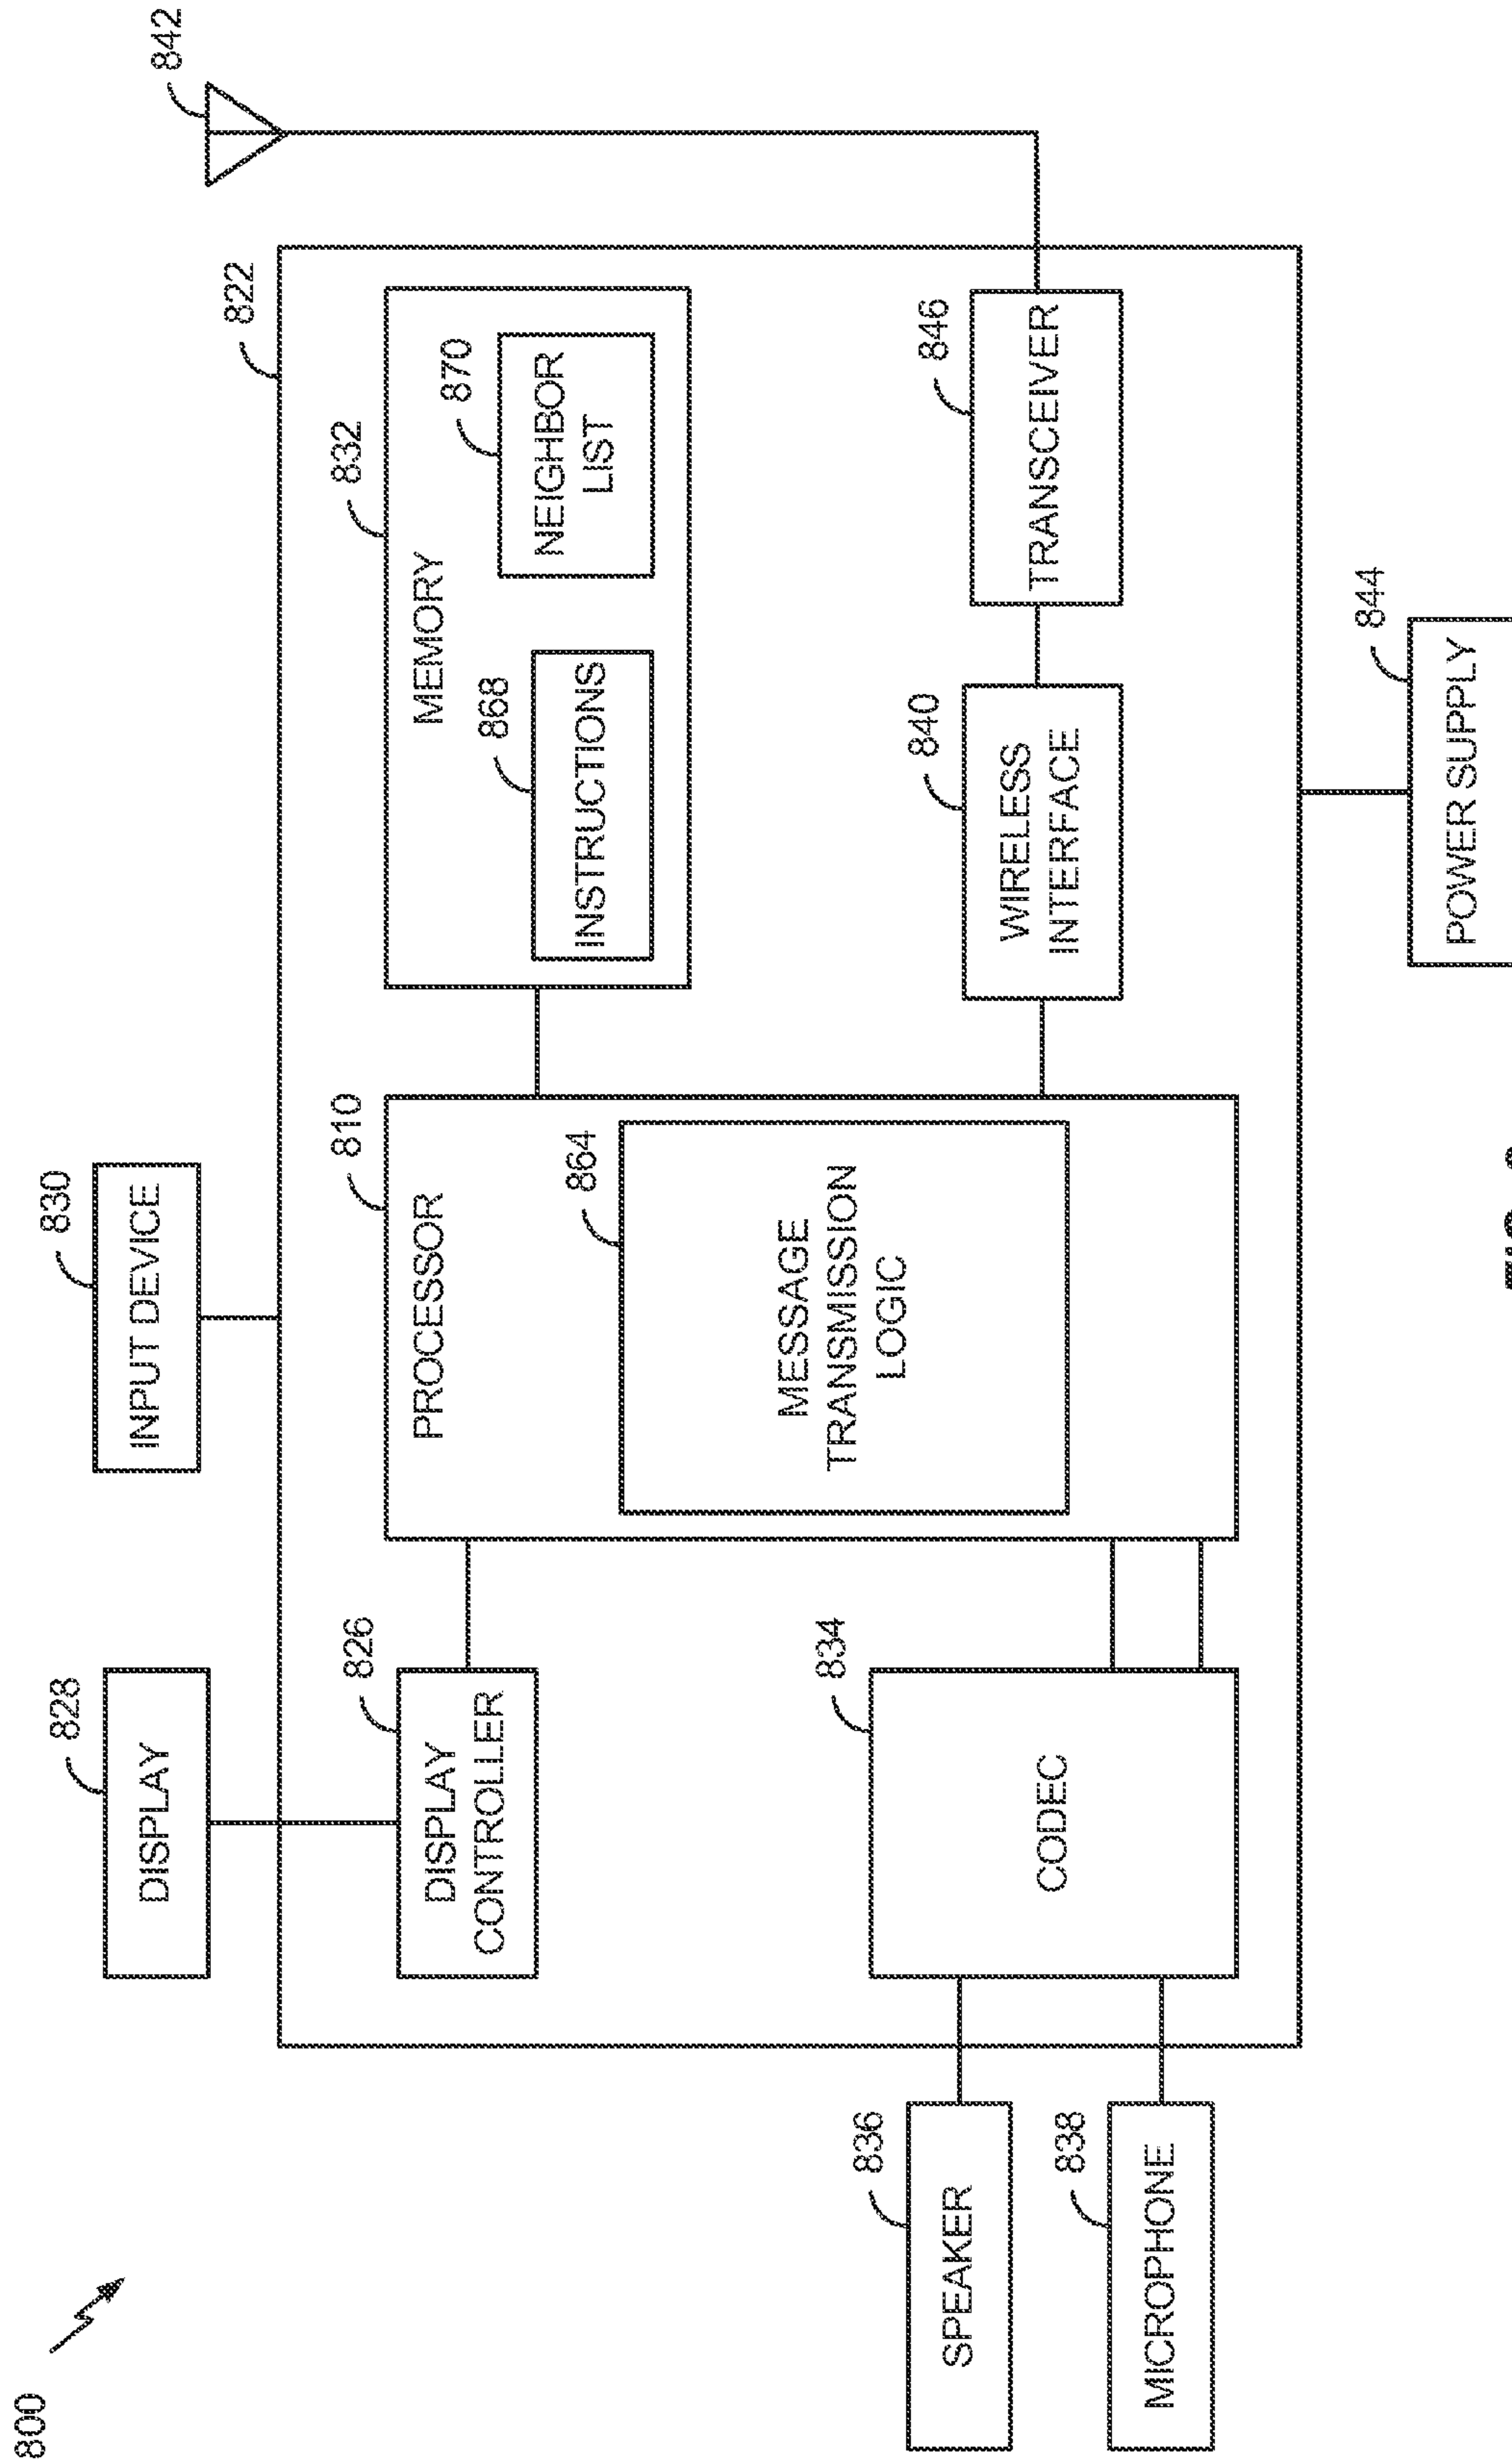 800
828
DISPLAY
830
INPUT DEVICE
842
822
826
DISPLAY
CONTROLLER
810
PROCESSOR
864
MESSAGE
TRANSMISSION
LOGIC
832
MEMORY
868
INSTRUCTIONS
870
NEIGHBOR
LIST
836
SPEAKER
838
MICROPHONE
834
CODEC
840
WIRELESS
INTERFACE
846
TRANSCEIVER
844
POWER SUPPLY